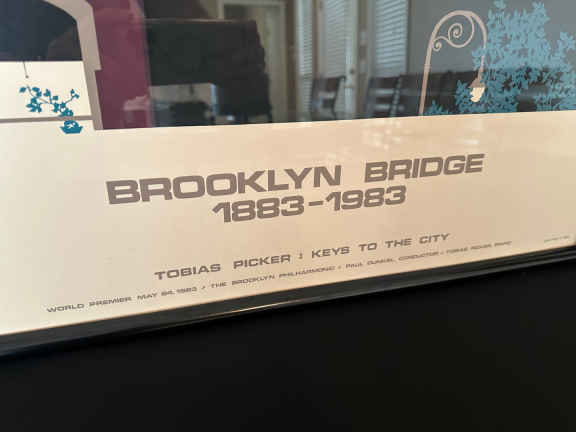 BROOKLYN BRIDGE
1883-1983
TOBIAS PICKER : KEYS TO THE CITY
WORLD PREMIER MAY 24, 1983 / THE BROOKLYN PHILHARMONIC / PAUL DUNKEL, CONDUCTOR / TOBIAS PICKER, PIANO